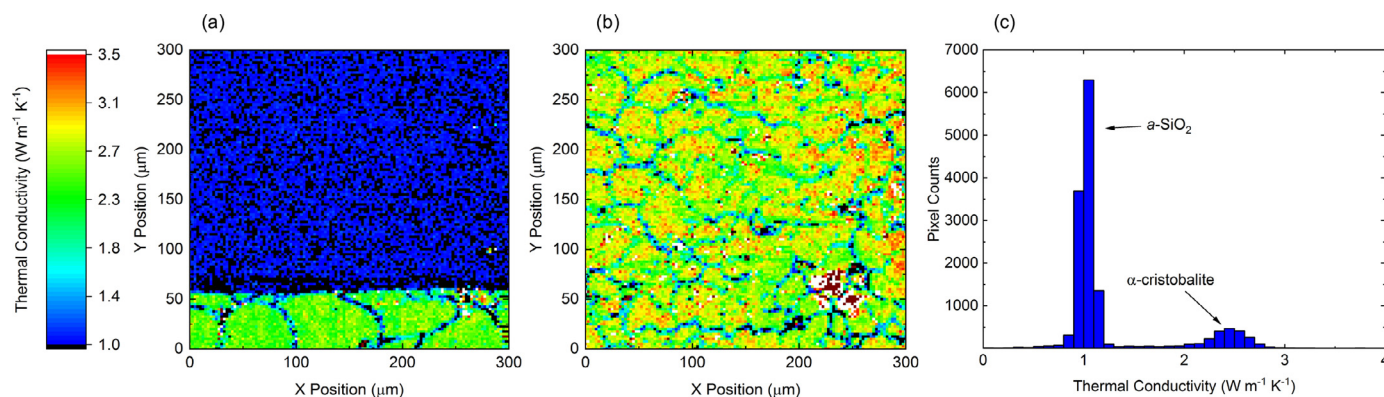 (a)
(b)
(c)
Thermal Conductivity (W m⁻¹ K⁻¹)
3.5
3.1
2.7
2.3
1.8
1.4
1.0
Y Position (μm)
300
250
200
150
100
50
0
0 100 200 300
X Position (μm)
Y Position (μm)
300
250
200
150
100
50
0
0 100 200 300
X Position (μm)
Pixel Counts
7000
6000
5000
4000
3000
2000
1000
a-SiO₂
α-cristobalite
0 1 2 3 4
Thermal Conductivity (W m⁻¹ K⁻¹)